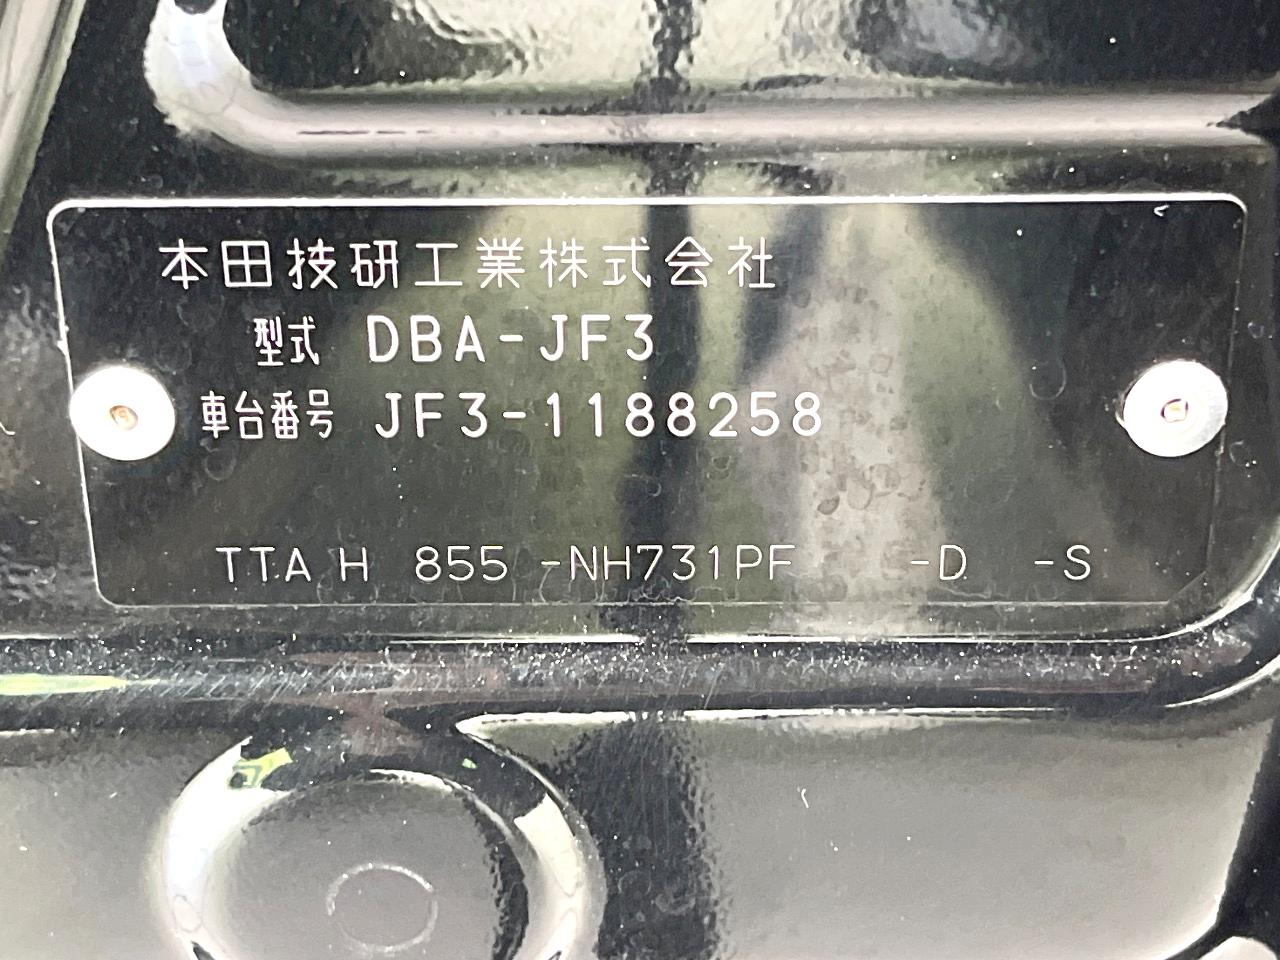 本田技研工業株式会社
型式 DBA-JF3
車台番号 JF3-1188258
TTA H 855 -NH731PF -D -S